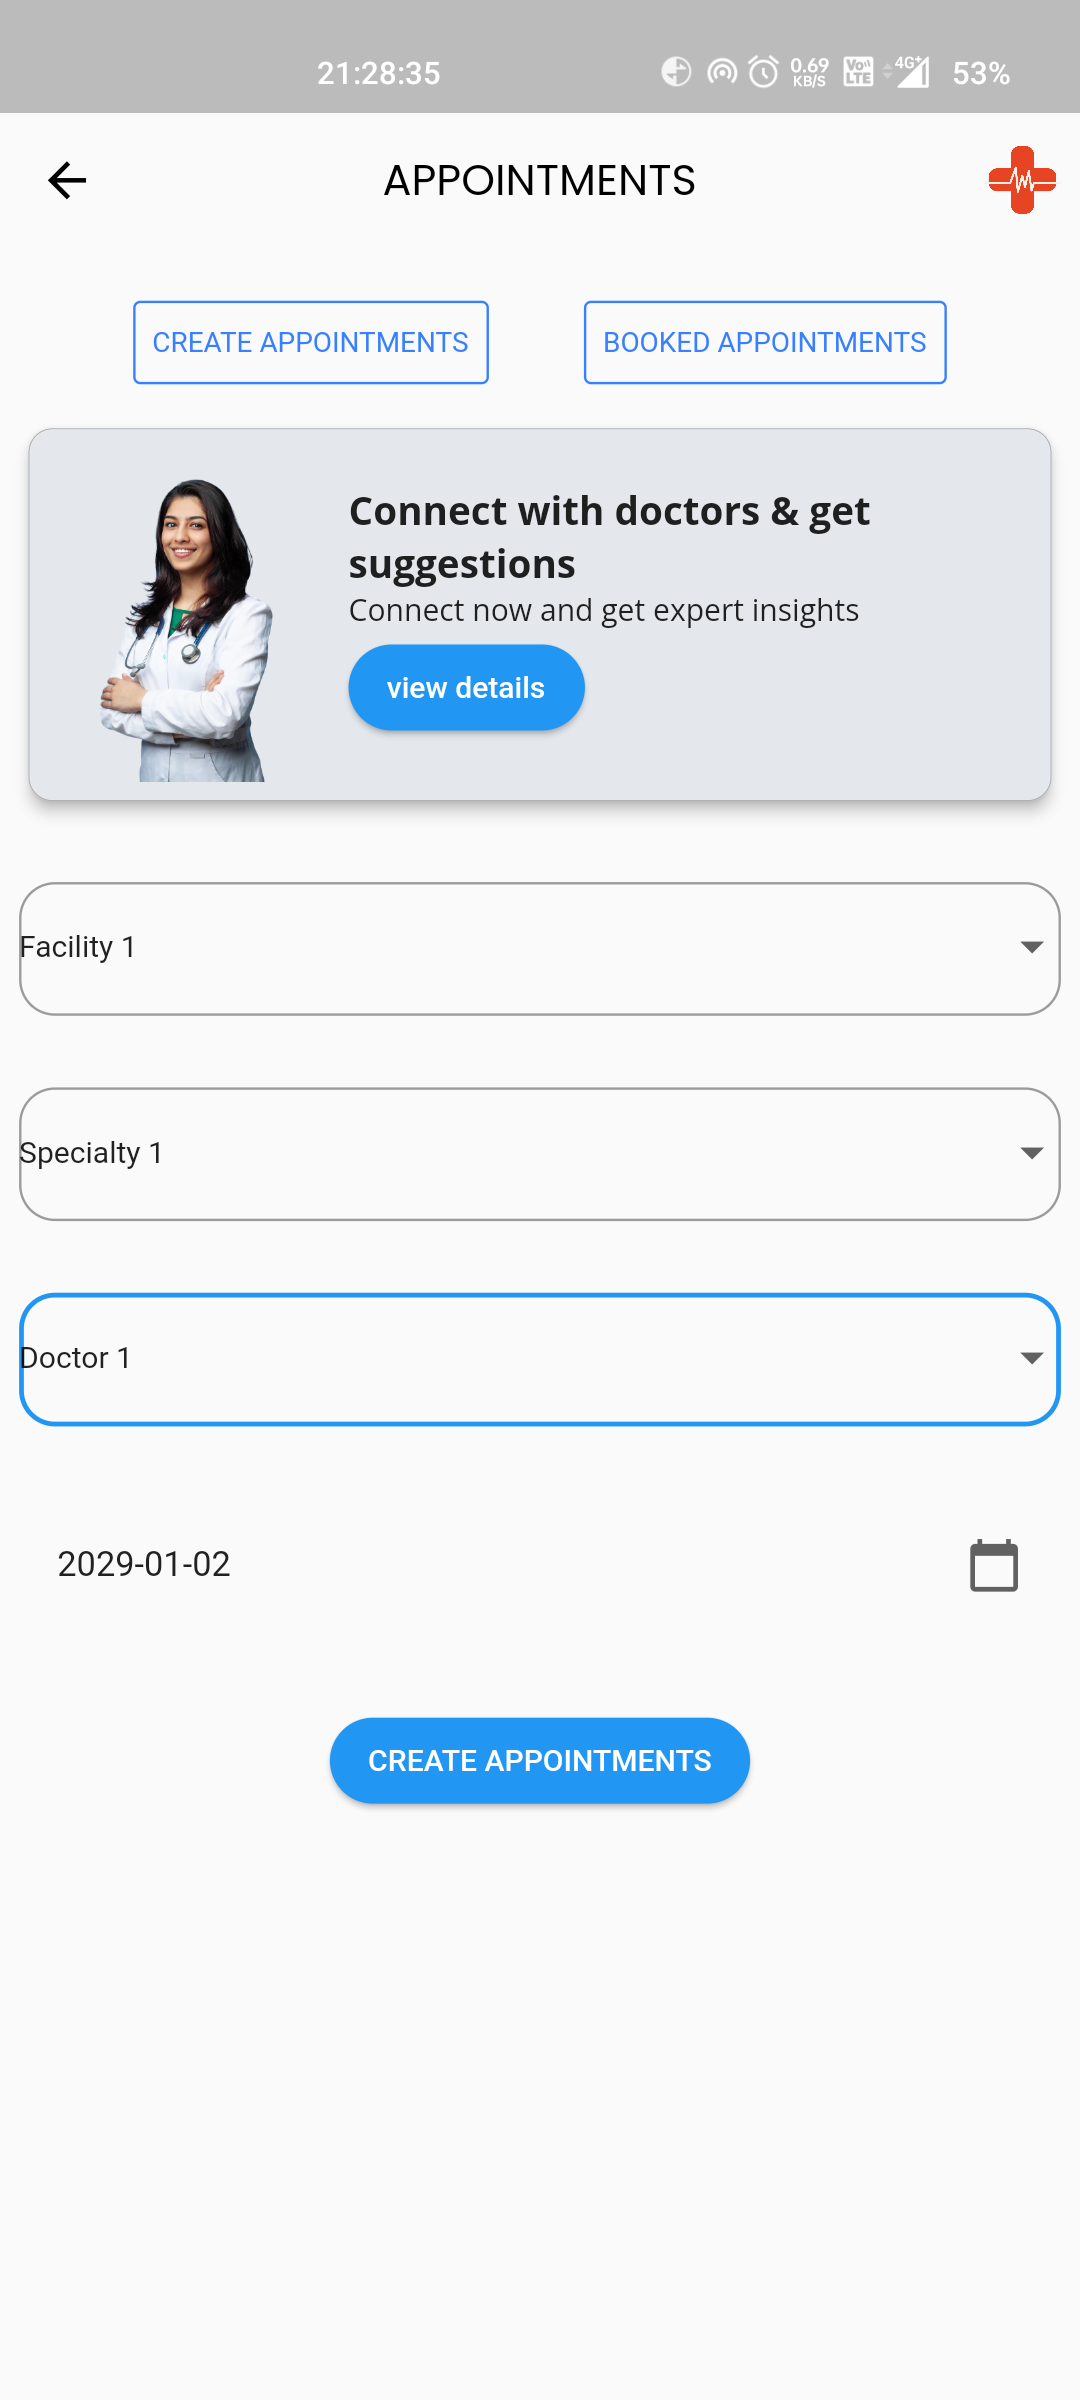 21:28:35 0.69 KB/S Vo LTE 4G+ 53%
APPOINTMENTS
CREATE APPOINTMENTS BOOKED APPOINTMENTS
Connect with doctors & get
suggestions
Connect now and get expert insights
view details
Facility 1
Specialty 1
Doctor 1
2029-01-02
CREATE APPOINTMENTS